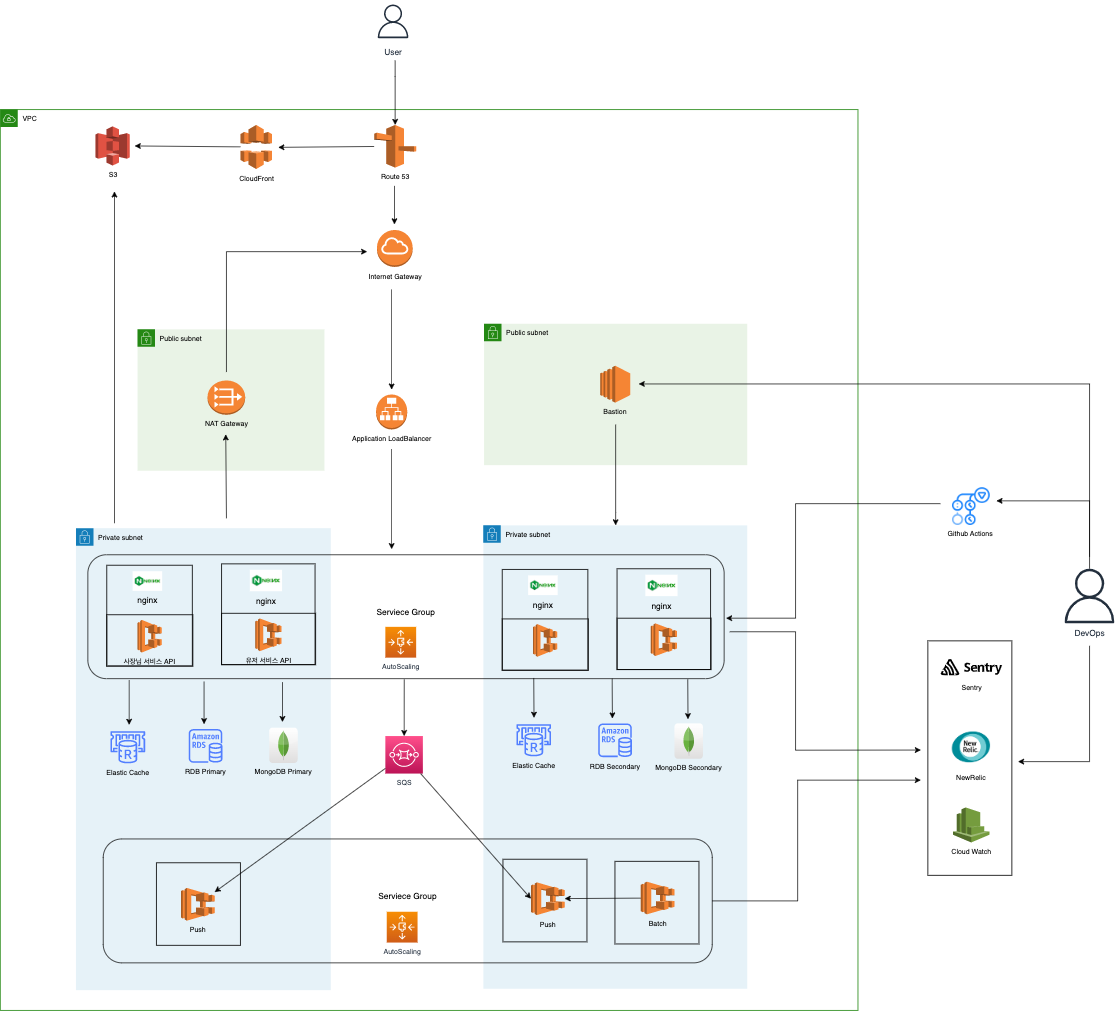 User
VPC
S3
CloudFront
Route 53
Internet Gateway
Public subnet
Public subnet
NAT Gateway
Application LoadBalancer
Bastion
Github Actions
Private subnet
Private subnet
NGINX
NGINX
NGINX
NGINX
nginx
nginx
nginx
nginx
Serviece Group
AutoScaling
사장님 서비스 API
유저 서비스 API
DevOps
Sentry
Sentry
R
Amazon
RDS
R
Amazon
RDS
Elastic Cache
RDB Primary
MongoDB Primary
SQS
Elastic Cache
RDB Secondary
MongoDB Secondary
New
Relic
NewRelic
Cloud Watch
Serviece Group
AutoScaling
Push
Push
Batch